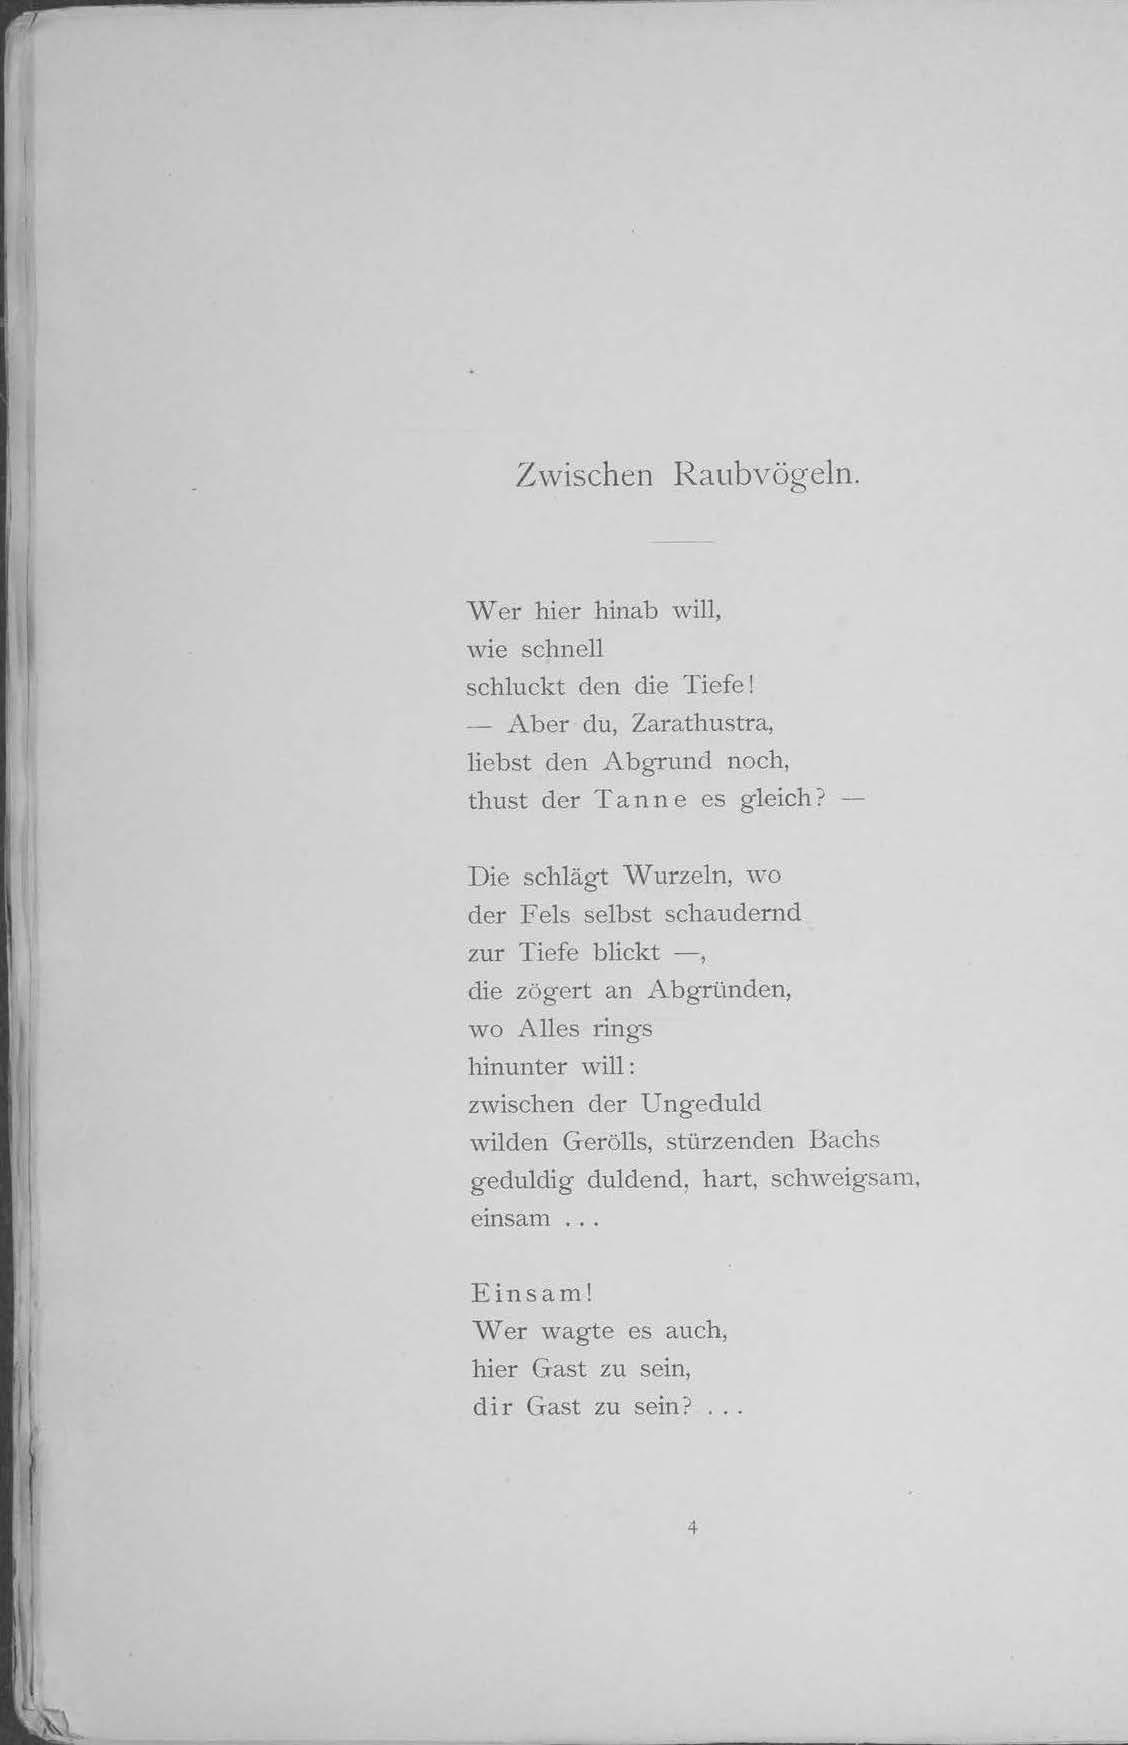 Zwischen Raubvögeln.
Wer hier hinab will,
wie schnell
schluckt den die Tiefe!
— Aber du, Zarathustra,
liebst den Abgrund noch,
thust der Tanne es gleich? —
Die schlägt Wurzeln, wo
der Fels selbst schaudernd
zur Tiefe blickt —,
die zögert an Abgründen,
wo Alles rings
hinunter will:
zwischen der Ungeduld
wilden Gerölls, stürzenden Bachs
geduldig duldend, hart, schweigsam,
einsam . . .
Einsam!
Wer wagte es auch,
hier Gast zu sein,
dir Gast zu sein? . . .
4